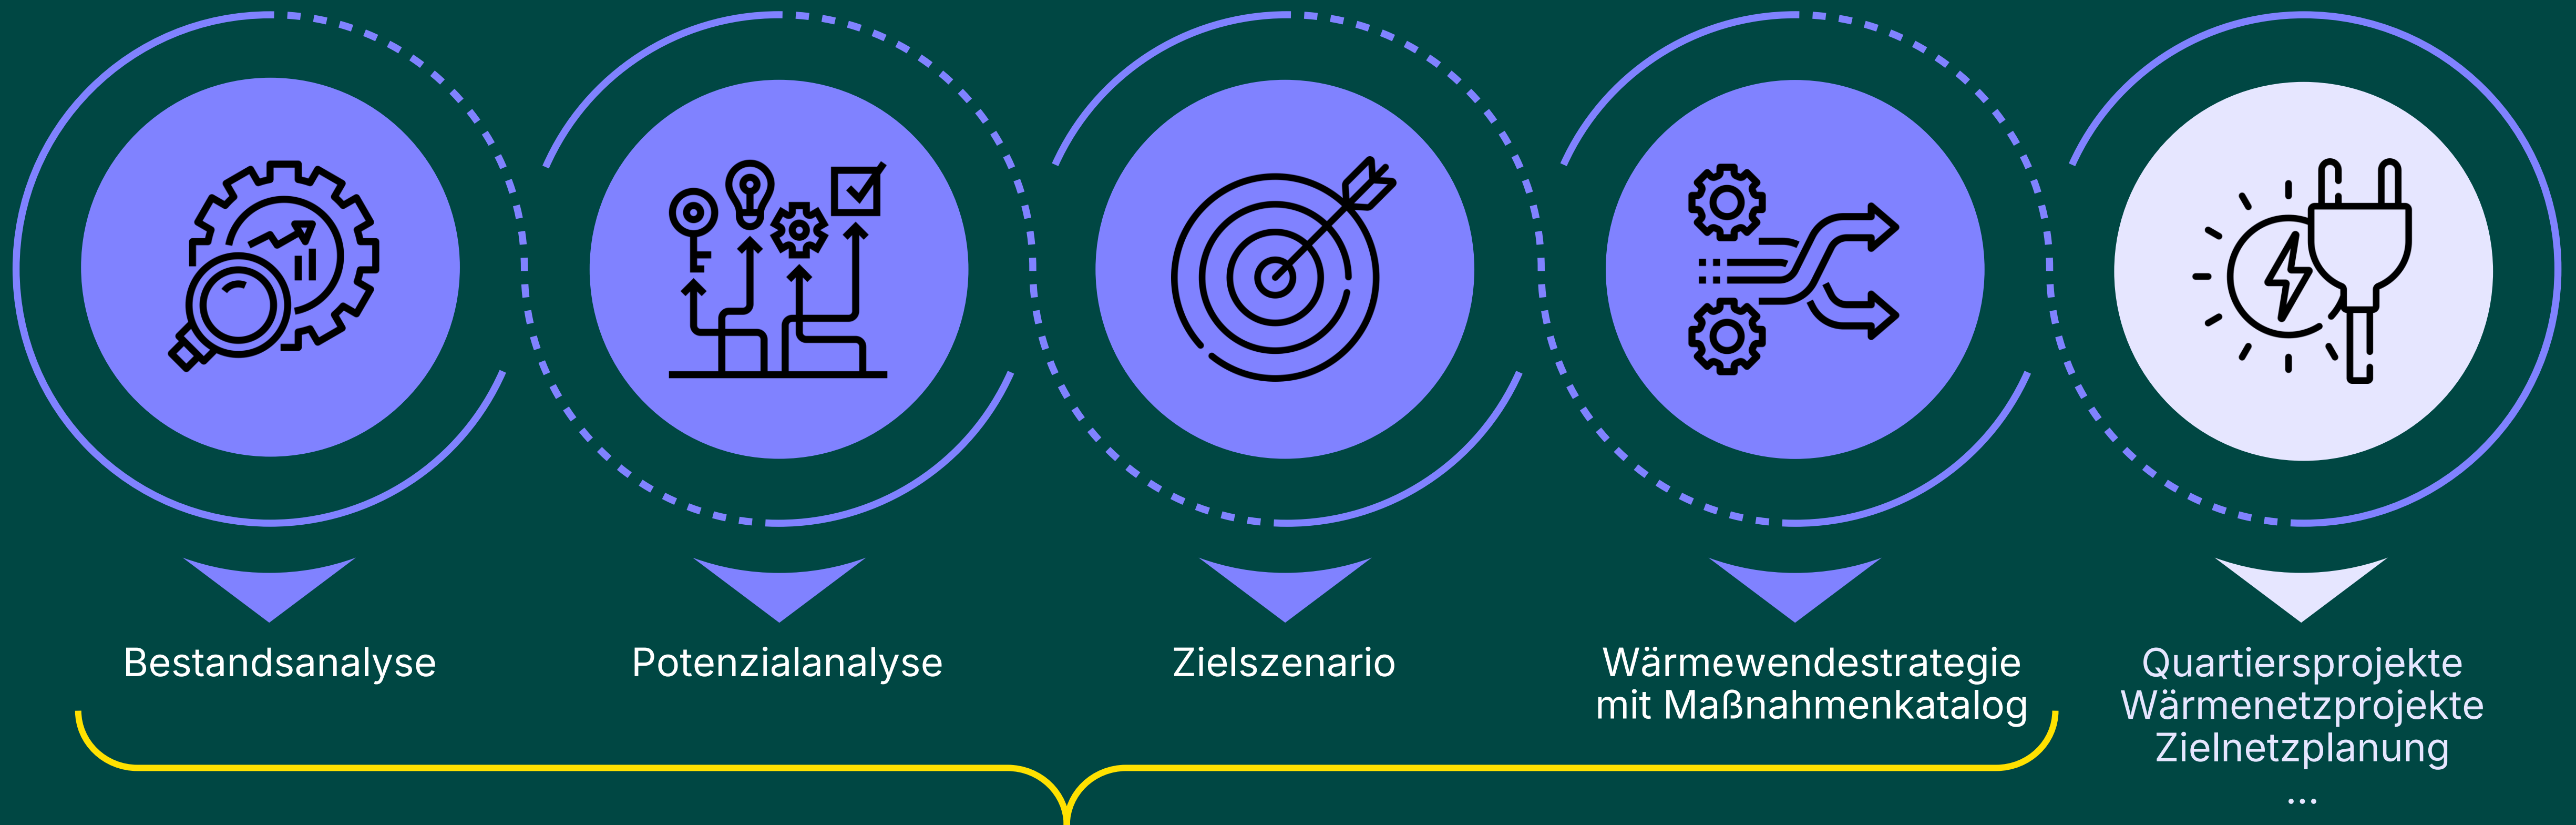 Bestandsanalyse
Potenzialanalyse
Zielszenario
Wärmewendestrategie
mit Maßnahmenkatalog
Quartiersprojekte
Wärmenetzprojekte
Zielnetzplanung
...